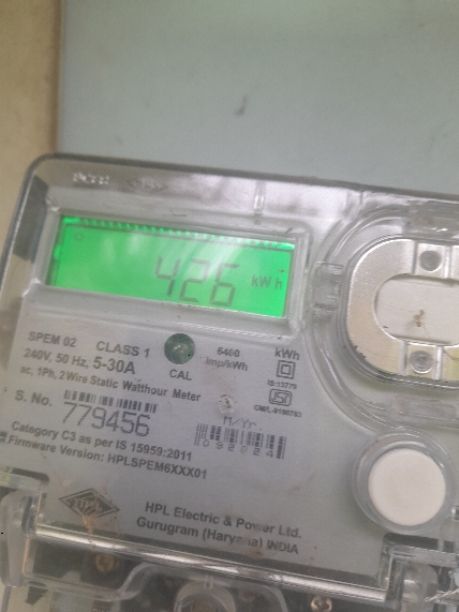 426 kWh
SPEM 02 CLASS 1 6400 imp/kWh kWh
240V, 50 Hz, 5-30A CAL
IS:13779
ac, 1Ph, 2 Wire Static Watthour Meter
S. No. 779456
M/Yr.
Category C3 as per IS 15959:2011
Firmware Version: HPLSPEM6XXX01
HPL Electric & Power Ltd.
Gurugram (Haryana) INDIA